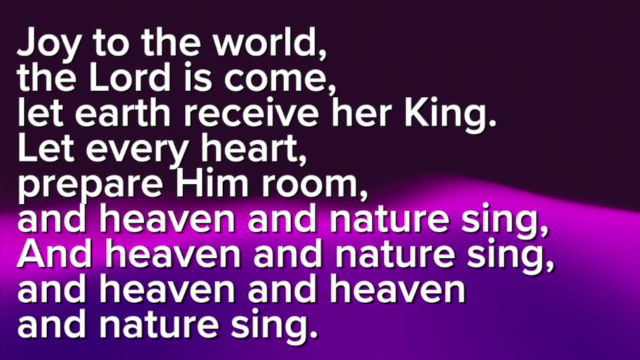 Joy to the world,
the Lord is come,
let earth receive her King.
Let every heart,
prepare Him room,
and heaven and nature sing,
And heaven and nature sing,
and heaven and heaven
and nature sing.